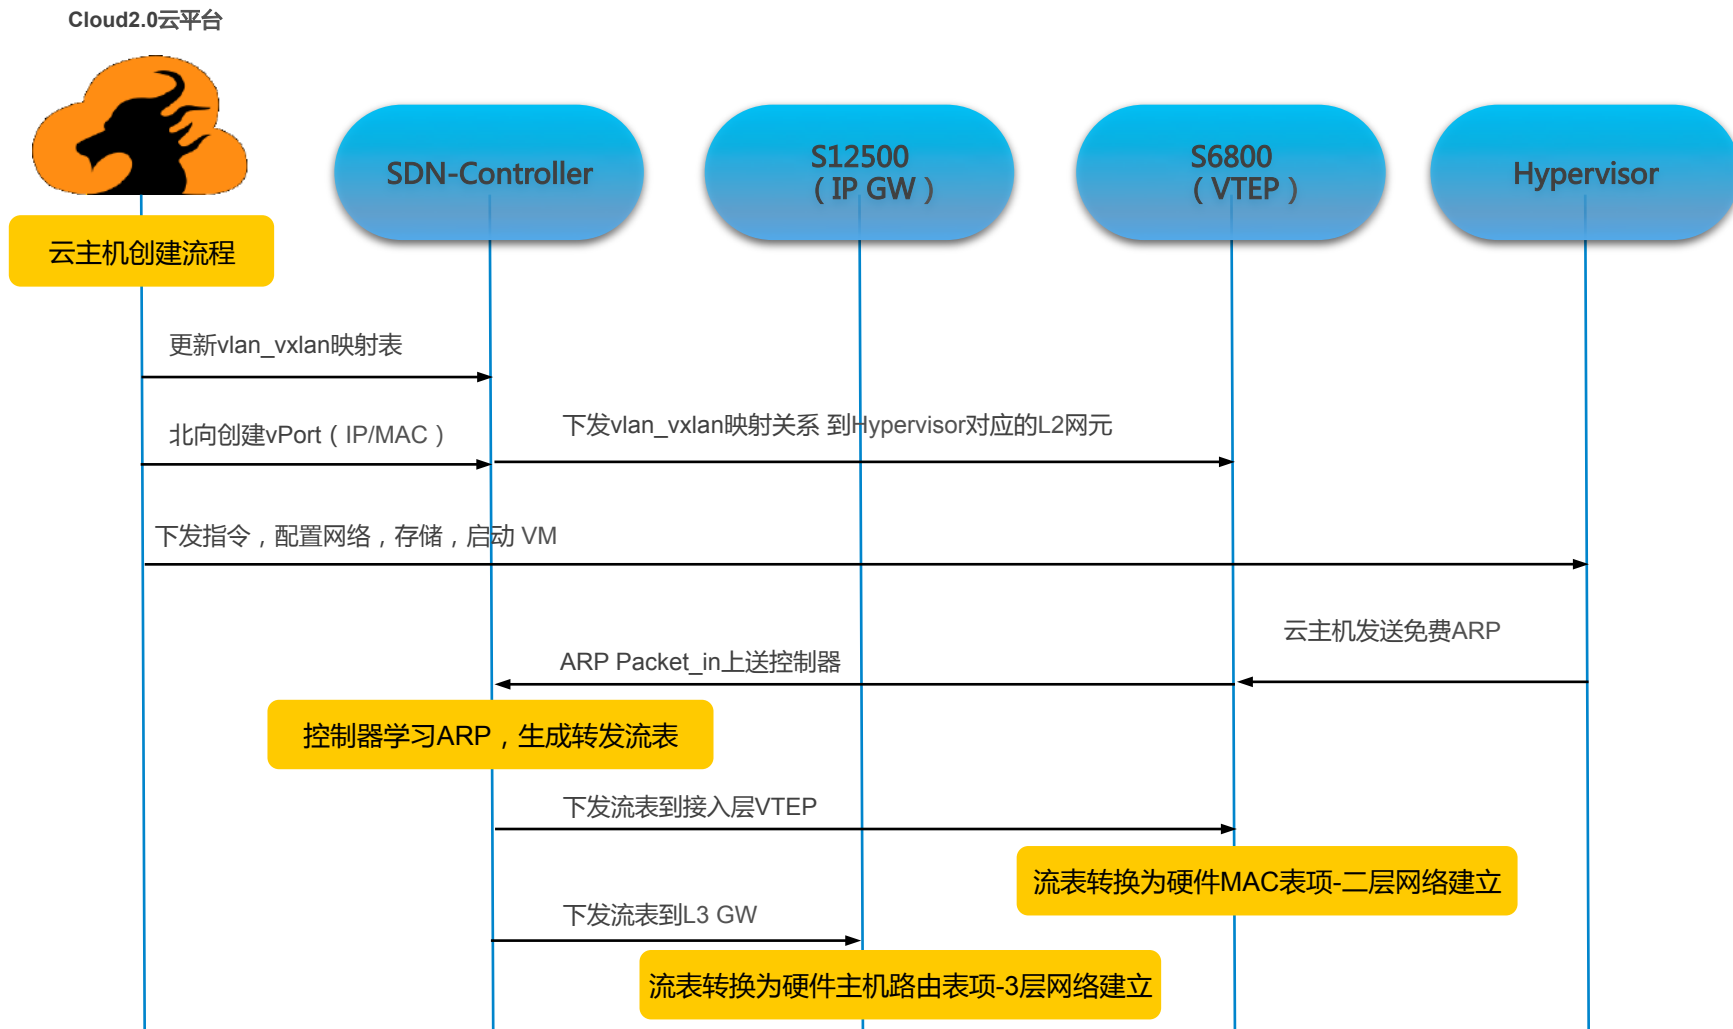 Cloud2.0云平台
SDN-Controller
S12500
（IP GW）
S6800
（VTEP）
Hypervisor
云主机创建流程
更新vlan_vxlan映射表
北向创建vPort（IP/MAC）
下发vlan_vxlan映射关系 到Hypervisor对应的L2网元
下发指令，配置网络，存储，启动 VM
云主机发送免费ARP
ARP Packet_in上送控制器
控制器学习ARP，生成转发流表
下发流表到接入层VTEP
流表转换为硬件MAC表项-二层网络建立
下发流表到L3 GW
流表转换为硬件主机路由表项-3层网络建立